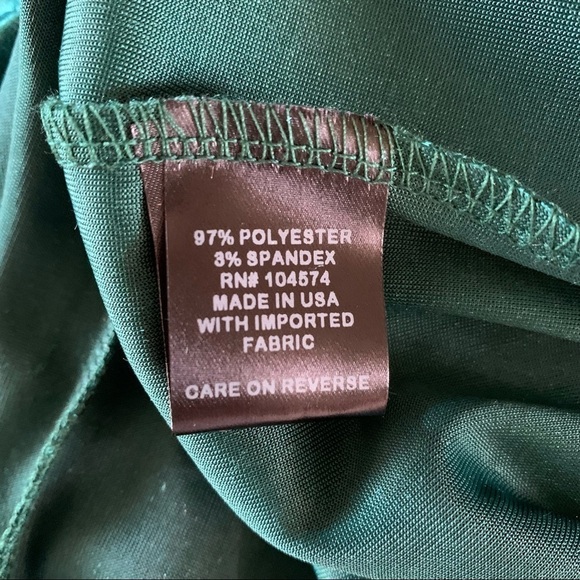 97% POLYESTER
3% SPANDEX
RN# 104574
MADE IN USA
WITH IMPORTED
FABRIC
CARE ON REVERSE